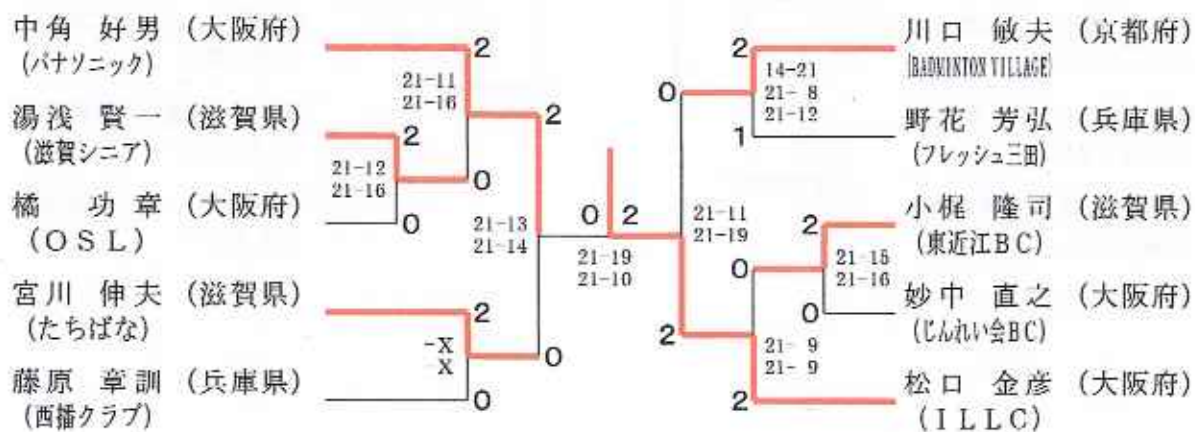 中角 好男 (大阪府)
(パナソニック)
湯浅 賢一 (滋賀県)
(滋賀シニア)
橘 功章 (大阪府)
(OSL)
宮川 伸夫 (滋賀県)
(たちばな)
藤原 章訓 (兵庫県)
(西播クラブ)
2
21-11
21-16
2
21-12
21-16
0
0
2
21-13
21-14
2
-X
-X
0
0
0 2
21-19
21-10
0
21-11
21-19
2
2
14-21
21- 8
21-12
1
2
21-15
21-16
0
0
21- 9
21- 9
2
川口 敏夫 (京都府)
(BADMINTON VILLAGE)
野花 芳弘 (兵庫県)
(フレッシュ三田)
小梶 隆司 (滋賀県)
(東近江BC)
妙中 直之 (大阪府)
(じんれい会BC)
松口 金彦 (大阪府)
(ILLC)